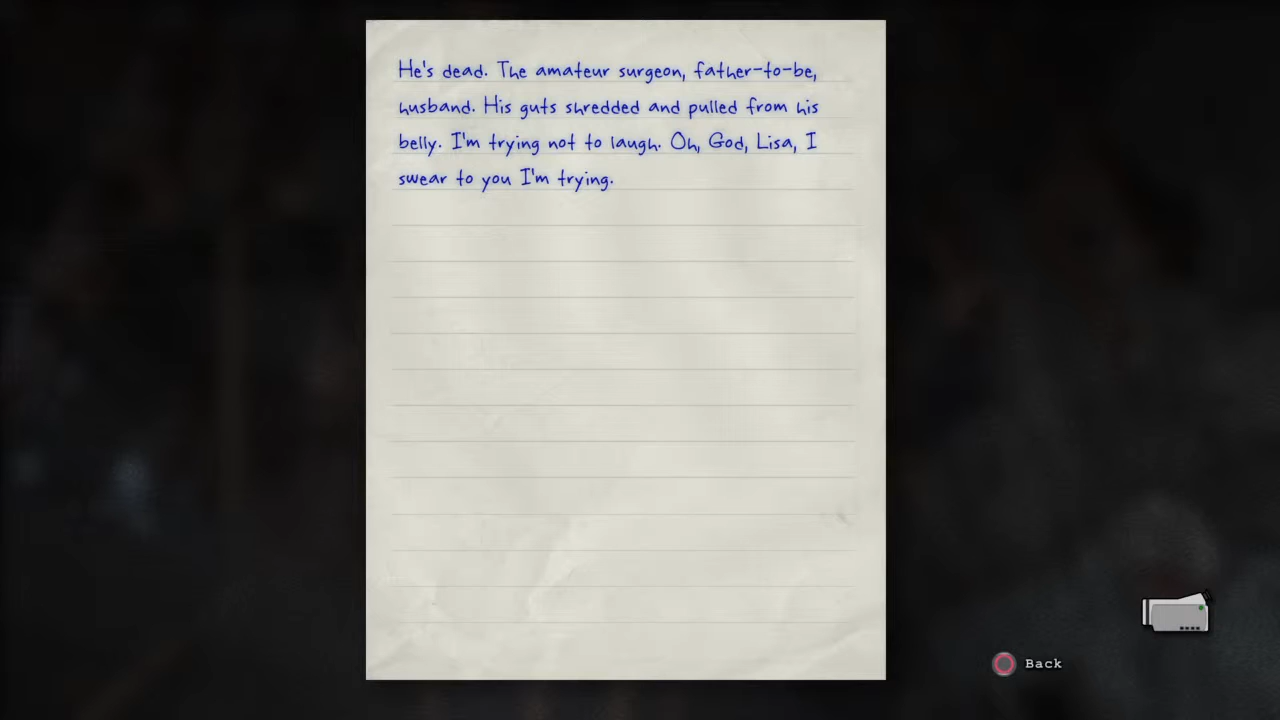 He's dead. The amateur surgeon, father-to-be,
husband. His guts shredded and pulled from his
belly. I'm trying not to laugh. Oh, God, Lisa, I
swear to you I'm trying.
Back